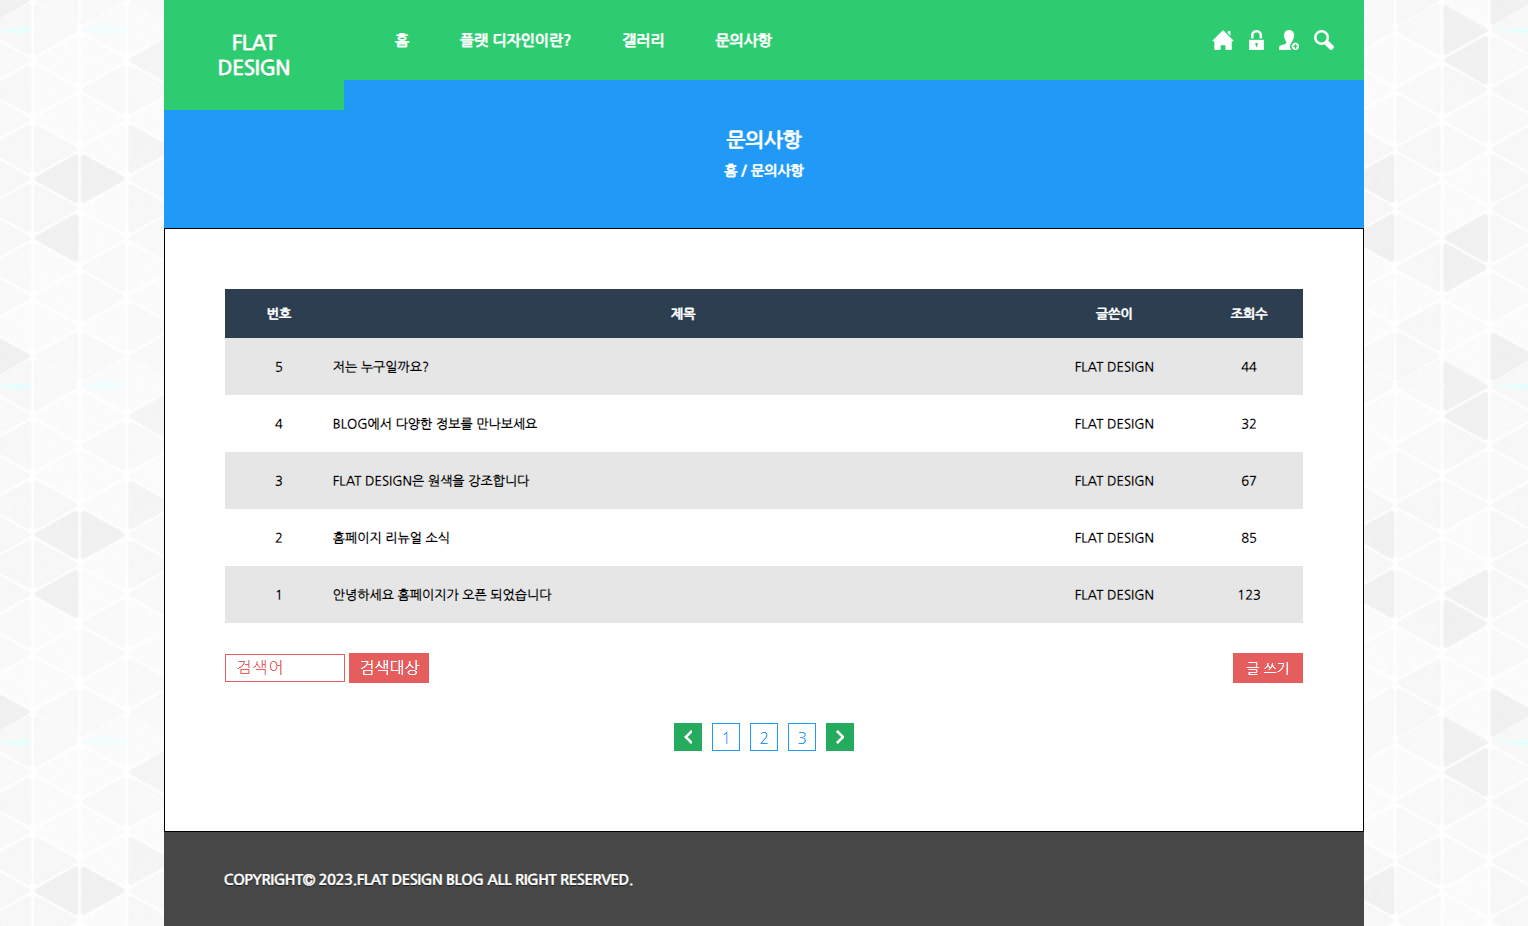 FLAT
DESIGN
홈 플랫 디자인이란? 갤러리 문의사항
문의사항
홈 / 문의사항
번호 제목 글쓴이 조회수
5 저는 누구일까요? FLAT DESIGN 44
4 BLOG에서 다양한 정보를 만나보세요 FLAT DESIGN 32
3 FLAT DESIGN은 원색을 강조합니다 FLAT DESIGN 67
2 홈페이지 리뉴얼 소식 FLAT DESIGN 85
1 안녕하세요 홈페이지가 오픈 되었습니다 FLAT DESIGN 123
검색어 검색대상 글 쓰기
1 2 3
COPYRIGHT© 2023.FLAT DESIGN BLOG ALL RIGHT RESERVED.